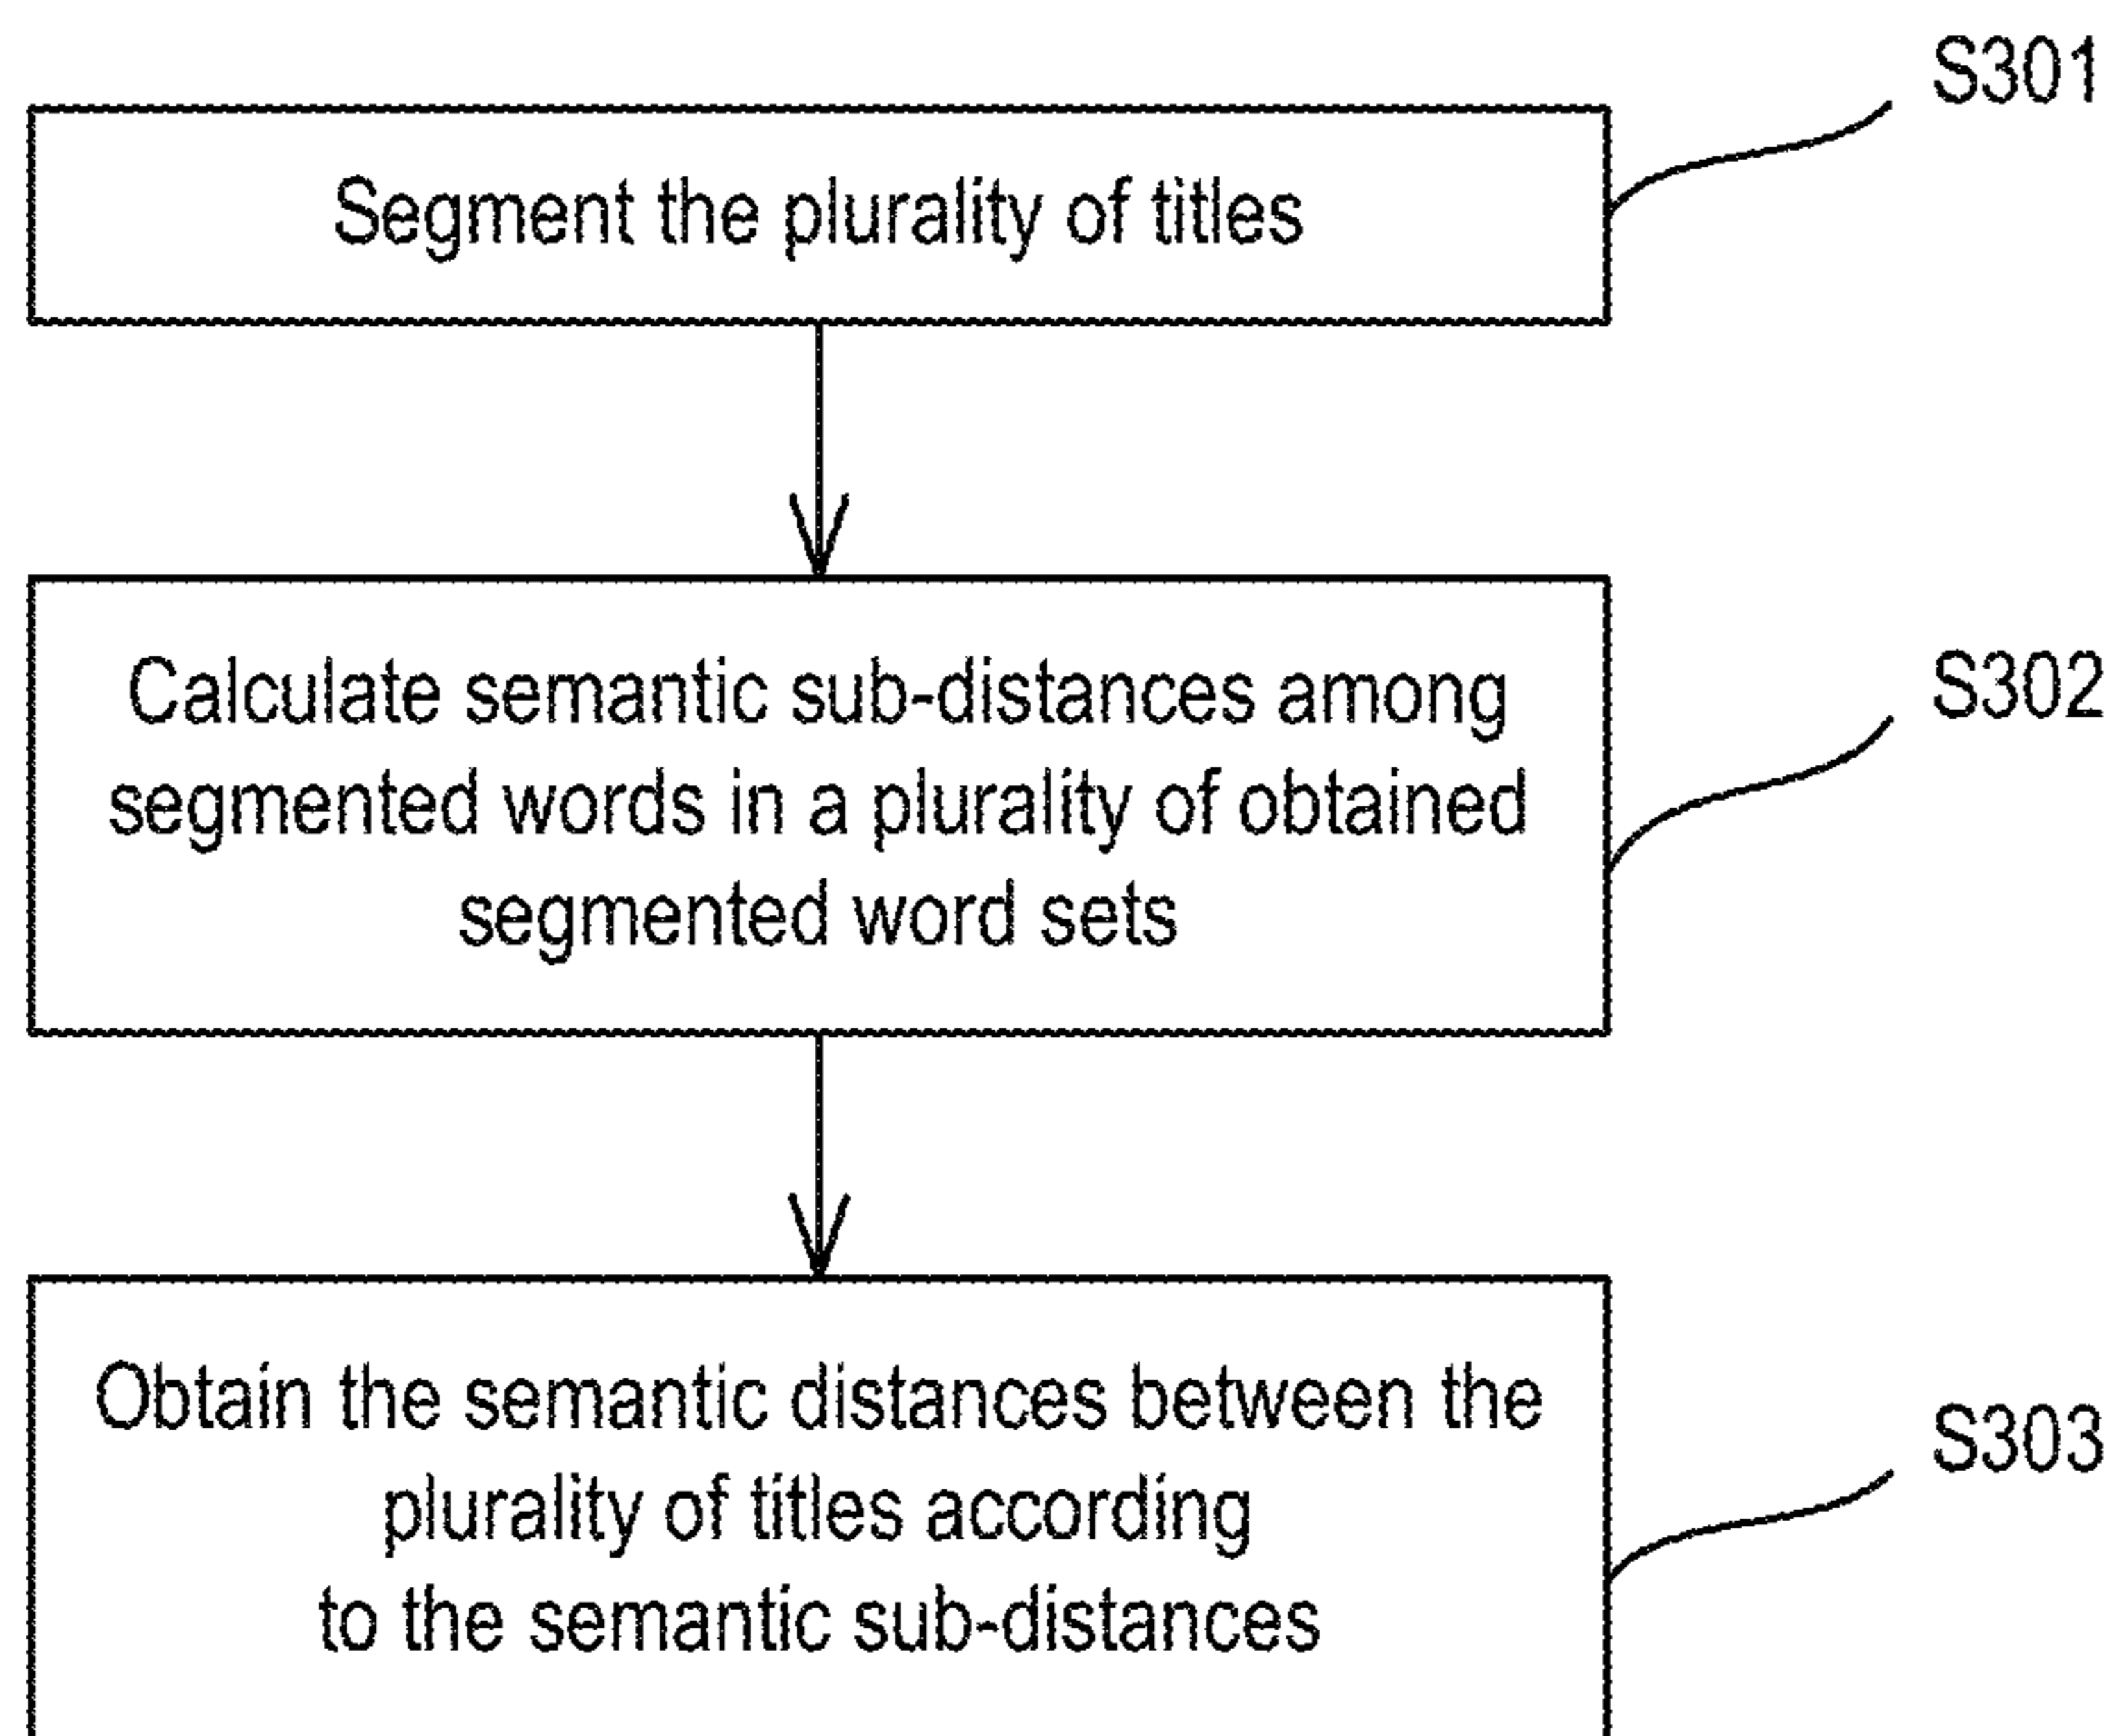 S301
Segment the plurality of titles
S302
Calculate semantic sub-distances among
segmented words in a plurality of obtained
segmented word sets
S303
Obtain the semantic distances between the
plurality of titles according
to the semantic sub-distances